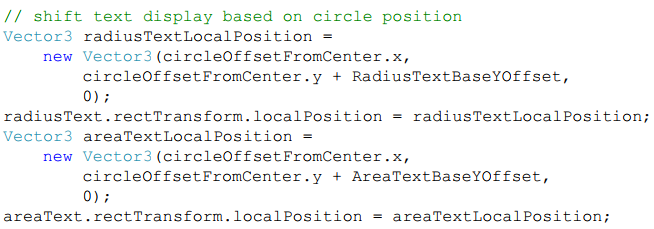 // shift text display based on circle position
Vector3 radiusTextLocalPosition =
    new Vector3(circleOffsetFromCenter.x,
        circleOffsetFromCenter.y + RadiusTextBaseYOffset,
        0);
radiusText.rectTransform.localPosition = radiusTextLocalPosition;
Vector3 areaTextLocalPosition =
    new Vector3(circleOffsetFromCenter.x,
        circleOffsetFromCenter.y + AreaTextBaseYOffset,
        0);
areaText.rectTransform.localPosition = areaTextLocalPosition;